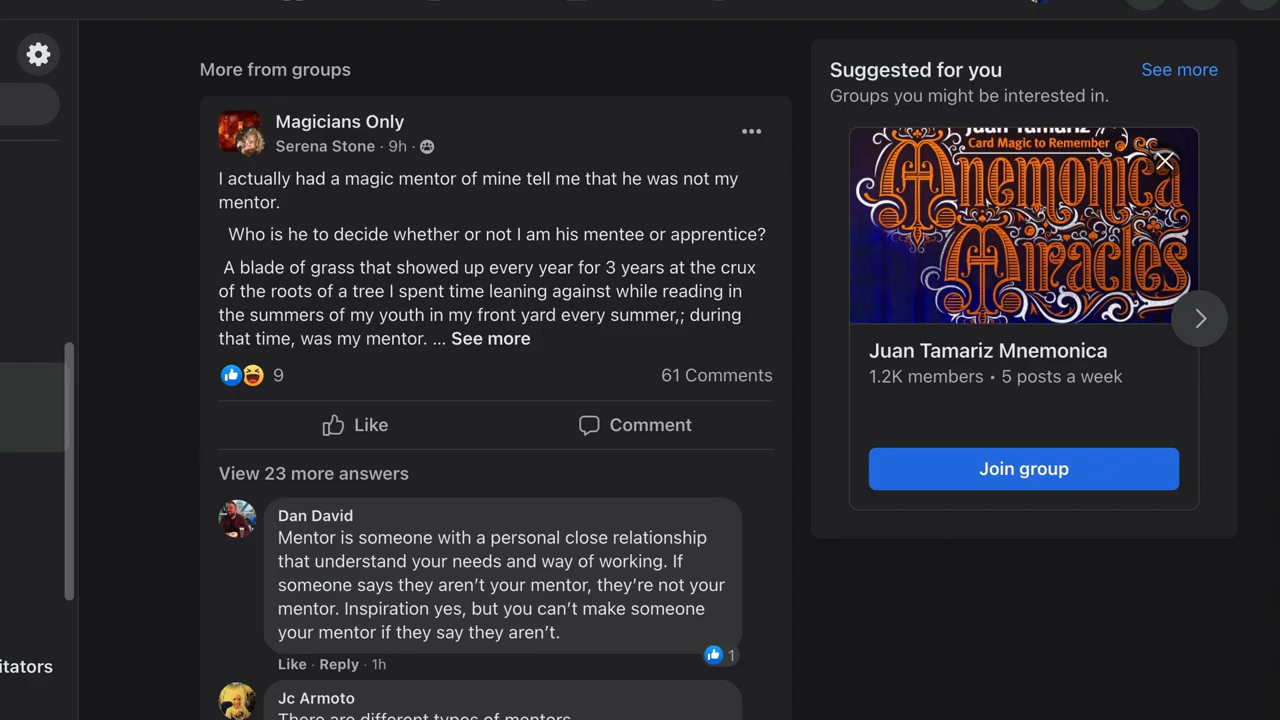 More from groups
Magicians Only
Serena Stone · 9h ·
I actually had a magic mentor of mine tell me that he was not my
mentor.
Who is he to decide whether or not I am his mentee or apprentice?
A blade of grass that showed up every year for 3 years at the crux
of the roots of a tree I spent time leaning against while reading in
the summers of my youth in my front yard every summer,; during
that time, was my mentor. ... See more
9
61 Comments
Like
Comment
View 23 more answers
Dan David
Mentor is someone with a personal close relationship
that understand your needs and way of working. If
someone says they aren't your mentor, they're not your
mentor. Inspiration yes, but you can't make someone
your mentor if they say they aren't.
Like · Reply · 1h
1
Jc Armoto
There are different types of mentors
itators
Suggested for you
See more
Groups you might be interested in.
Juan Tamariz
Card Magic to Remember
Mnemonica
Miracles
Juan Tamariz Mnemonica
1.2K members • 5 posts a week
Join group